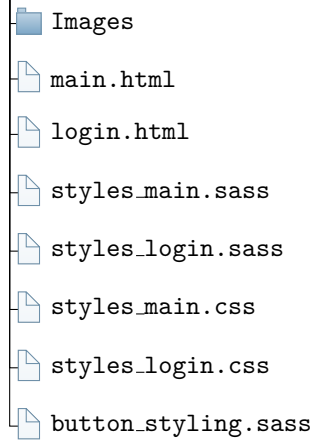 Images
main.html
login.html
styles_main.sass
styles_login.sass
styles_main.css
styles_login.css
button_styling.sass